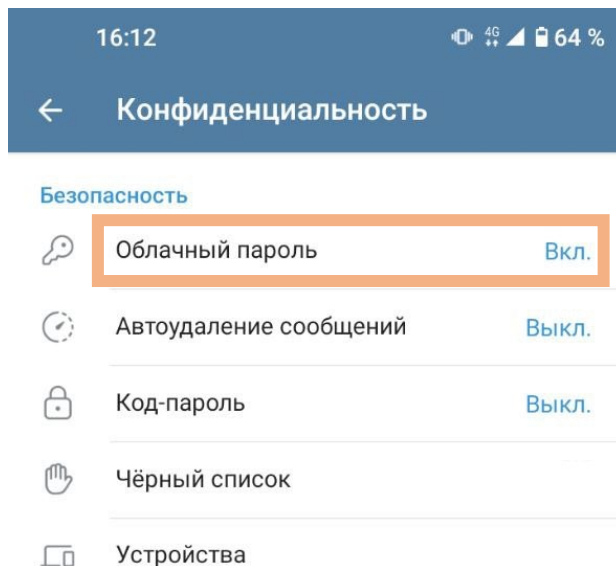 16:12 4G 64 %
Конфиденциальность
Безопасность
Облачный пароль Вкл.
Автоудаление сообщений Выкл.
Код-пароль Выкл.
Чёрный список
Устройства